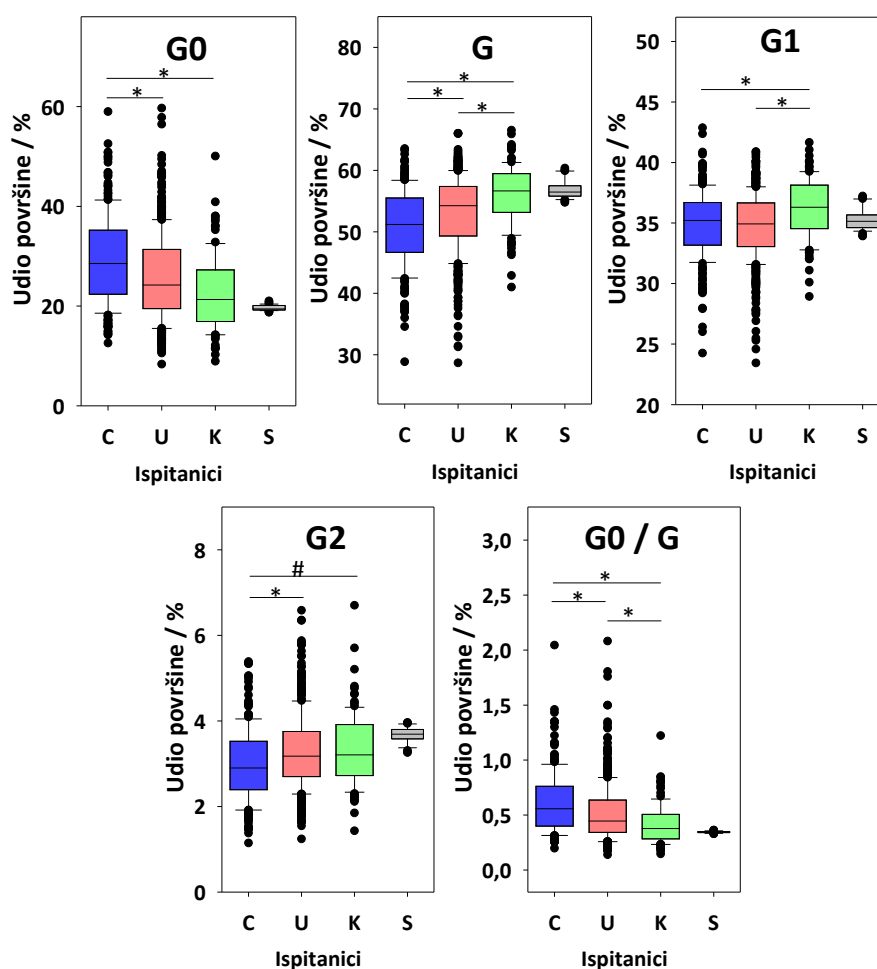 G0
Udio površine / %
60
40
20
0
*
*
C U K S
Ispitanici
G
Udio površine / %
80
70
60
50
40
30
*
*
*
C U K S
Ispitanici
G1
Udio površine / %
50
45
40
35
30
25
20
*
*
C U K S
Ispitanici
G2
Udio površine / %
8
6
4
2
0
#
*
C U K S
Ispitanici
G0 / G
Udio površine / %
3,0
2,5
2,0
1,5
1,0
0,5
0,0
*
*
*
C U K S
Ispitanici